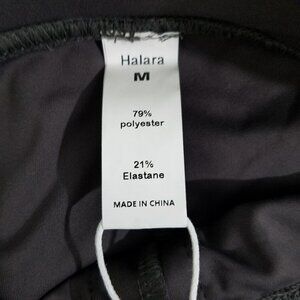 Halara
M
79%
polyester
21%
Elastane
MADE IN CHINA